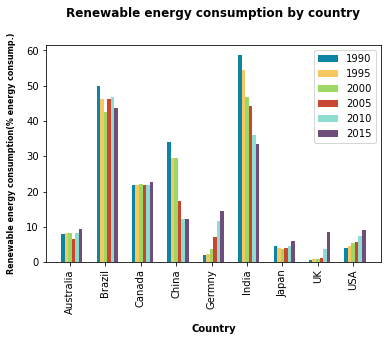 Renewable energy consumption by country
Renewable energy consumption(% energy consump.)
60
50
40
30
20
10
0
1990
1995
2000
2005
2010
2015
Australia
Brazil
Canada
China
Germny
India
Japan
UK
USA
Country